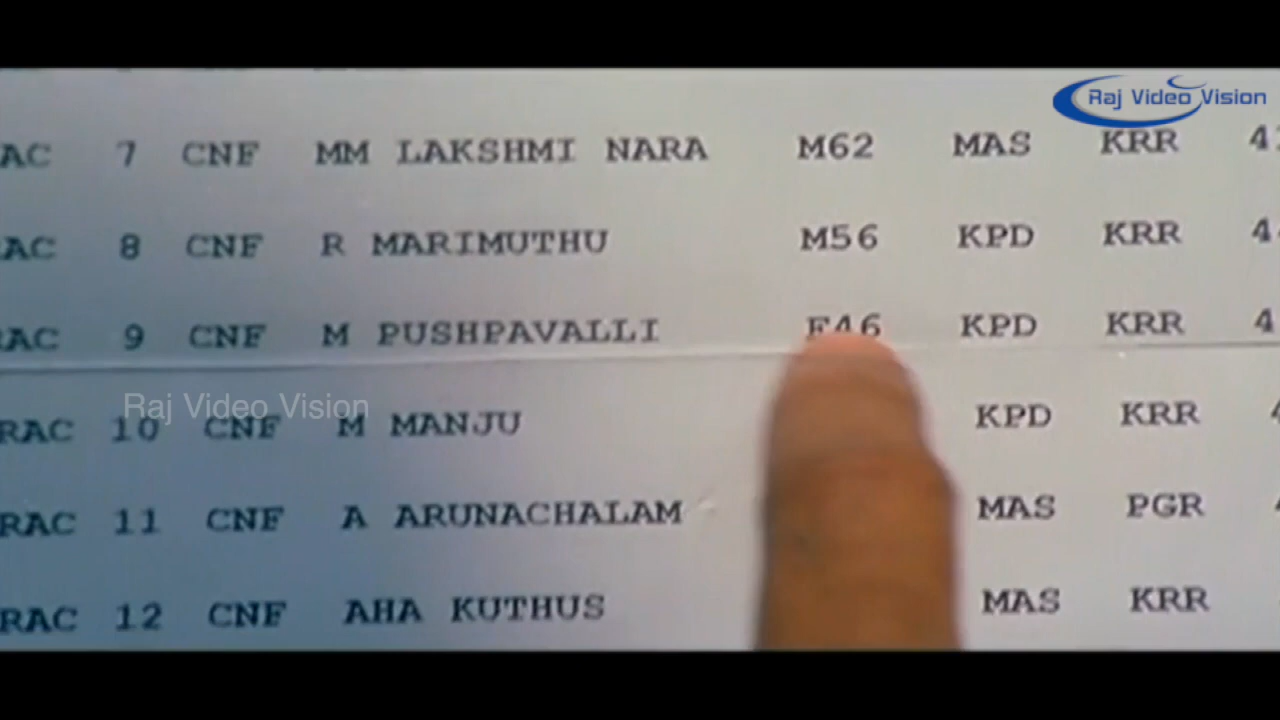 Raj Video Vision
RAC 7 CNF MM LAKSHMI NARA M62 MAS KRR
RAC 8 CNF R MARIMUTHU M56 KPD KRR
RAC 9 CNF M PUSHPAVALLI F46 KPD KRR
Raj Video Vision
RAC 10 CNF M MANJU KPD KRR
RAC 11 CNF A ARUNACHALAM MAS PGR
RAC 12 CNF AHA KUTHUS MAS KRR